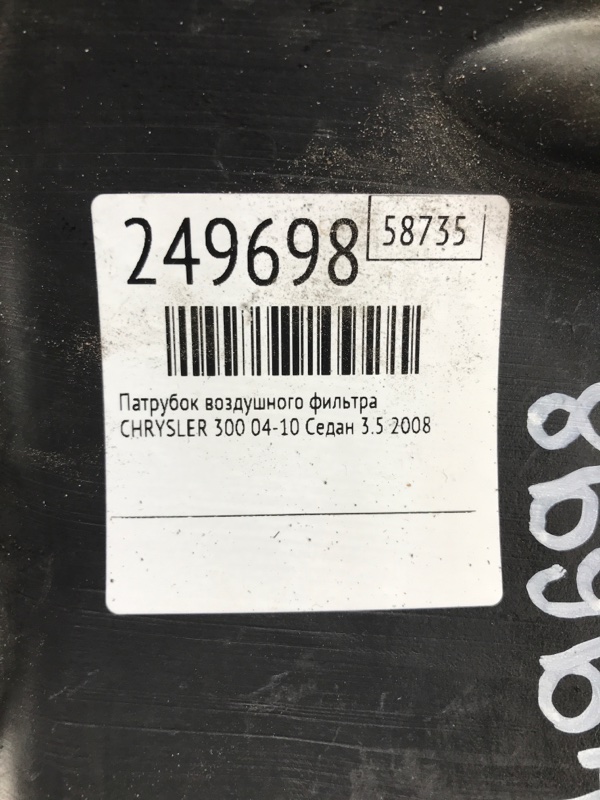 249698
58735
Патрубок воздушного фильтра
CHRYSLER 300 04-10 Седан 3.5 2008